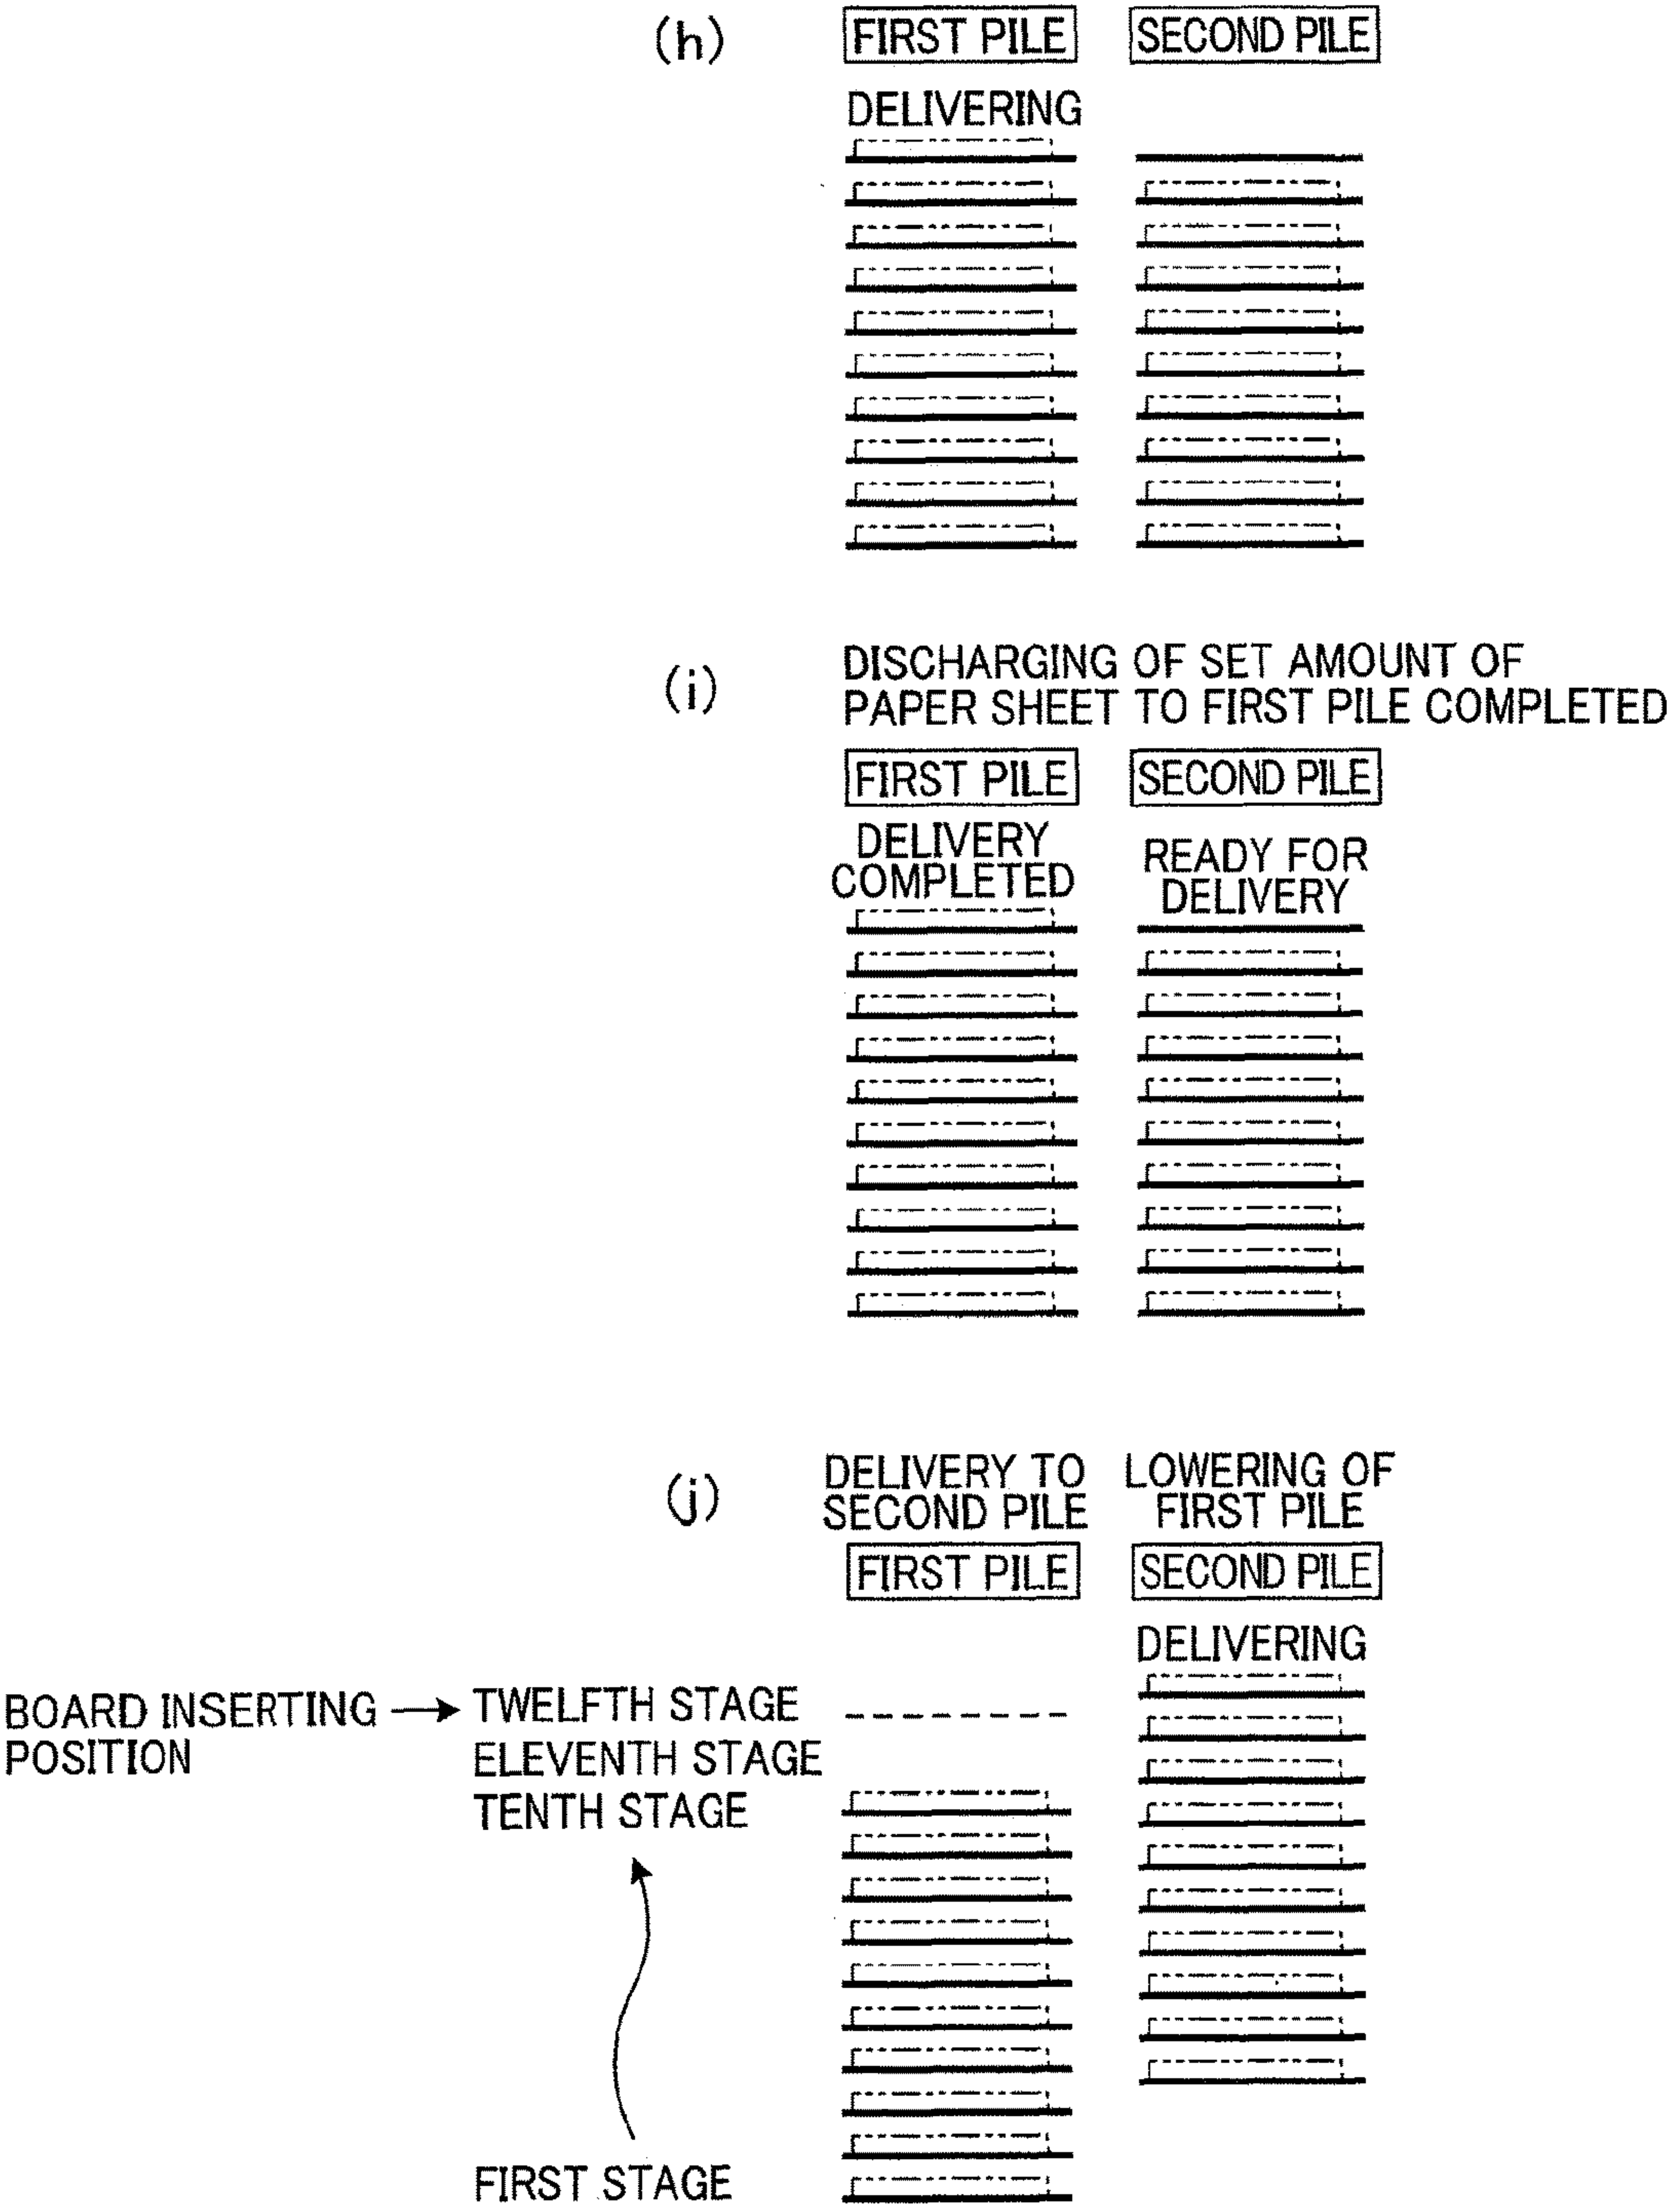 (h)
FIRST PILE SECOND PILE
DELIVERING
(i)
DISCHARGING OF SET AMOUNT OF
PAPER SHEET TO FIRST PILE COMPLETED
FIRST PILE SECOND PILE
DELIVERY
COMPLETED
READY FOR
DELIVERY
(j)
DELIVERY TO
SECOND PILE
LOWERING OF
FIRST PILE
FIRST PILE SECOND PILE
DELIVERING
BOARD INSERTING
POSITION
TWELFTH STAGE
ELEVENTH STAGE
TENTH STAGE
FIRST STAGE